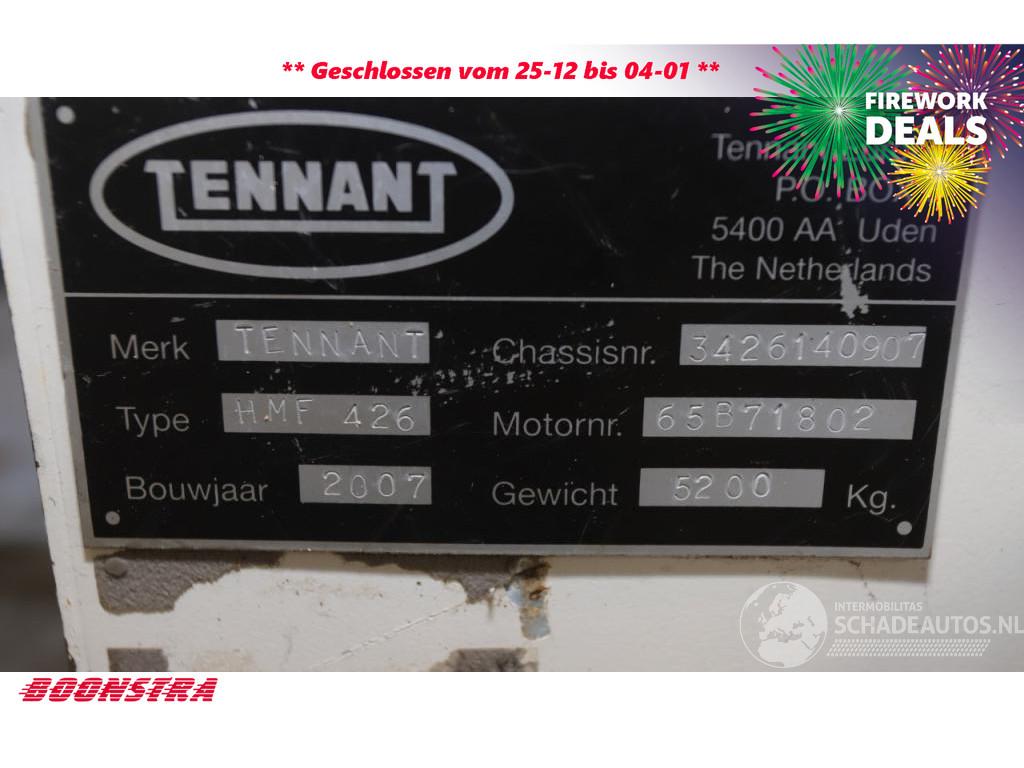 ** Geschlossen vom 25-12 bis 04-01 **
FIREWORK
DEALS
TENNANT
P.O. BOX
5400 AA Uden
The Netherlands
Merk TENNANT Chassisnr. 3426140907
Type HMF 426 Motornr. 65B71802
Bouwjaar 2007 Gewicht 5200 Kg.
INTERMOBILITAS
SCHADEAUTOS.NL
BOONSTRA